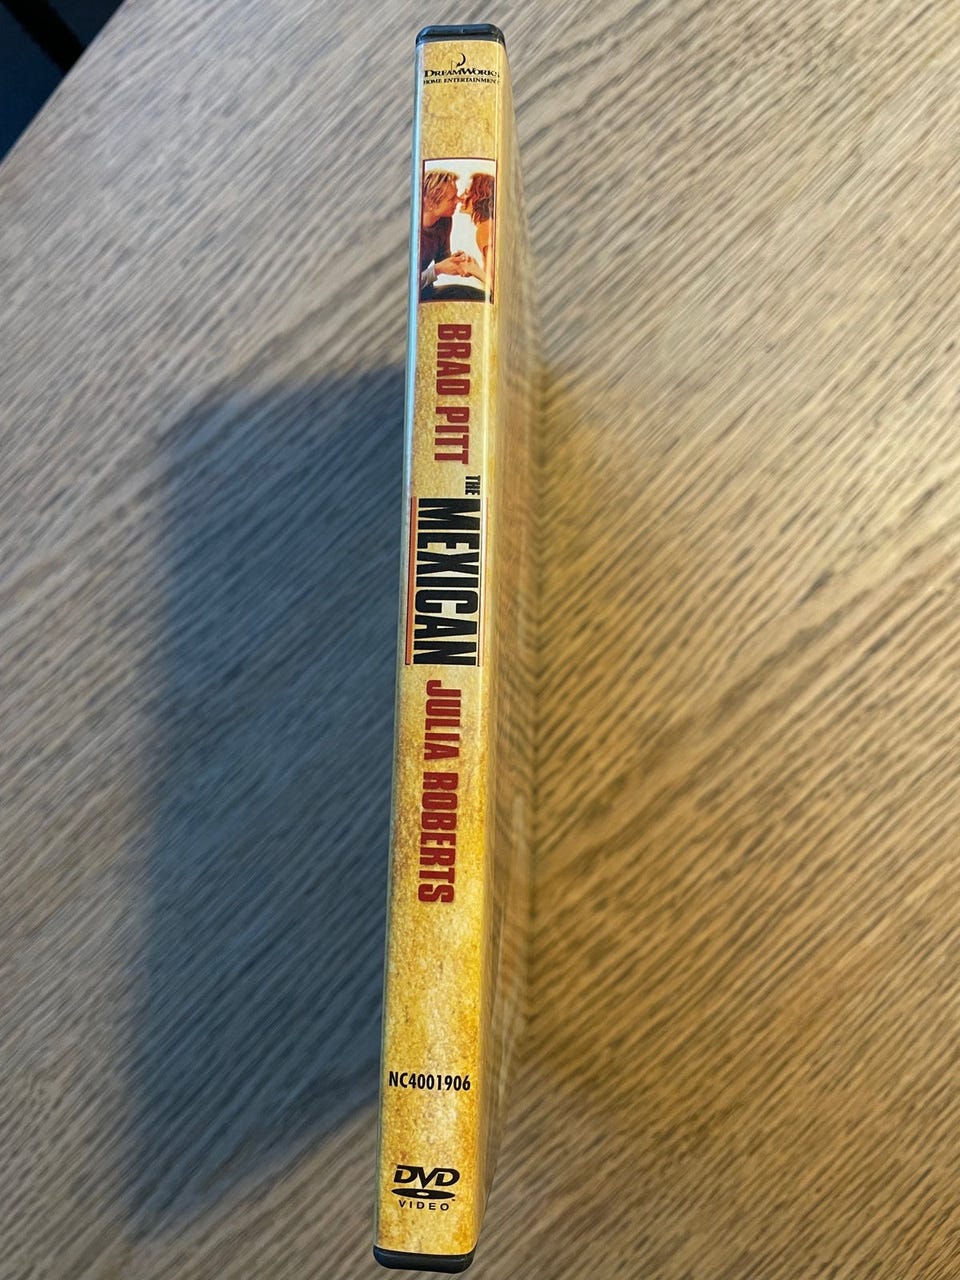 DREAMWORKS
HOME ENTERTAINMENT
BRAD PITT
THE
MEXICAN
JULIA ROBERTS
NC4001906
DVD
VIDEO